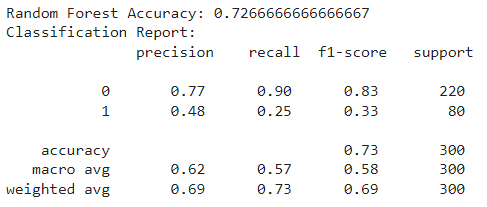 Random Forest Accuracy: 0.7266666666666667
Classification Report:
precision recall f1-score support
0 0.77 0.90 0.83 220
1 0.48 0.25 0.33 80
accuracy 0.73 300
macro avg 0.62 0.57 0.58 300
weighted avg 0.69 0.73 0.69 300